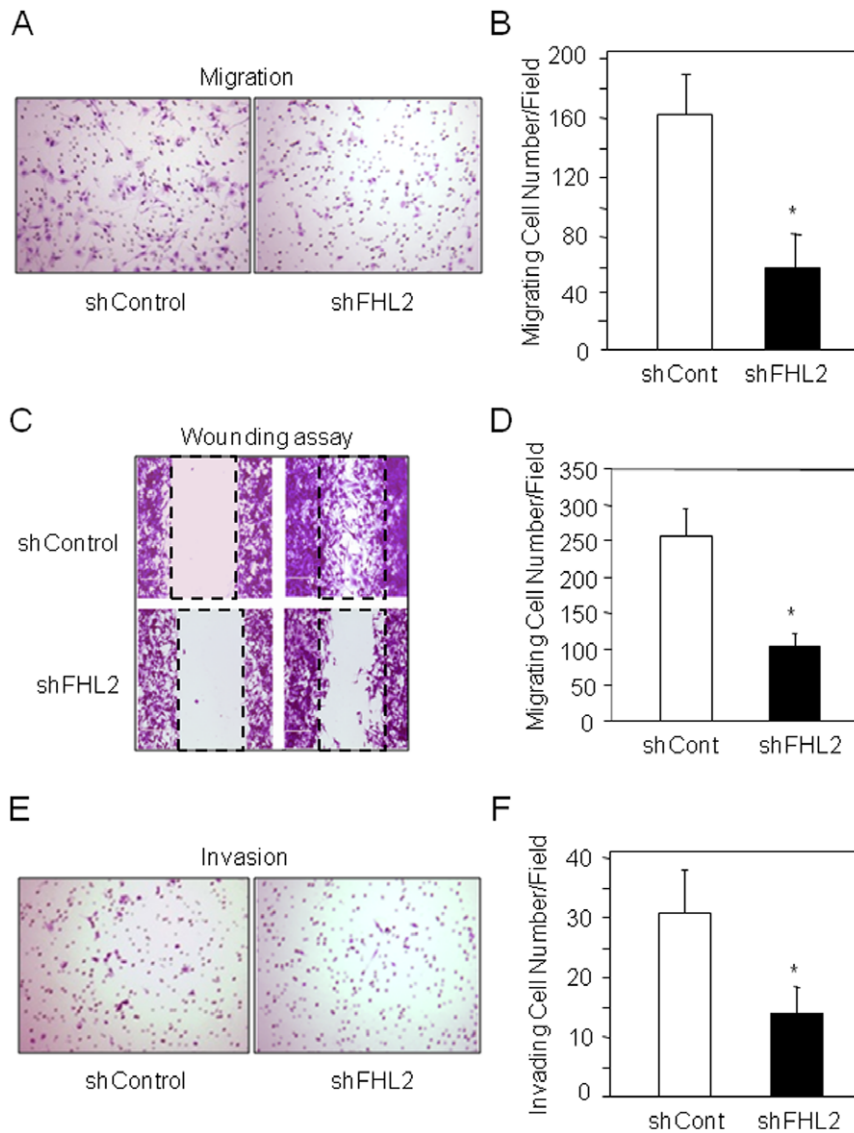 A
Migration
shControl
shFHL2
B
Migrating Cell Number/Field
200
160
120
80
40
0
*
shCont
shFHL2
C
Wounding assay
shControl
shFHL2
D
Migrating Cell Number/Field
350
300
250
200
150
100
50
0
*
shCont
shFHL2
E
Invasion
shControl
shFHL2
F
Invading Cell Number/Field
40
30
20
10
0
*
shCont
shFHL2